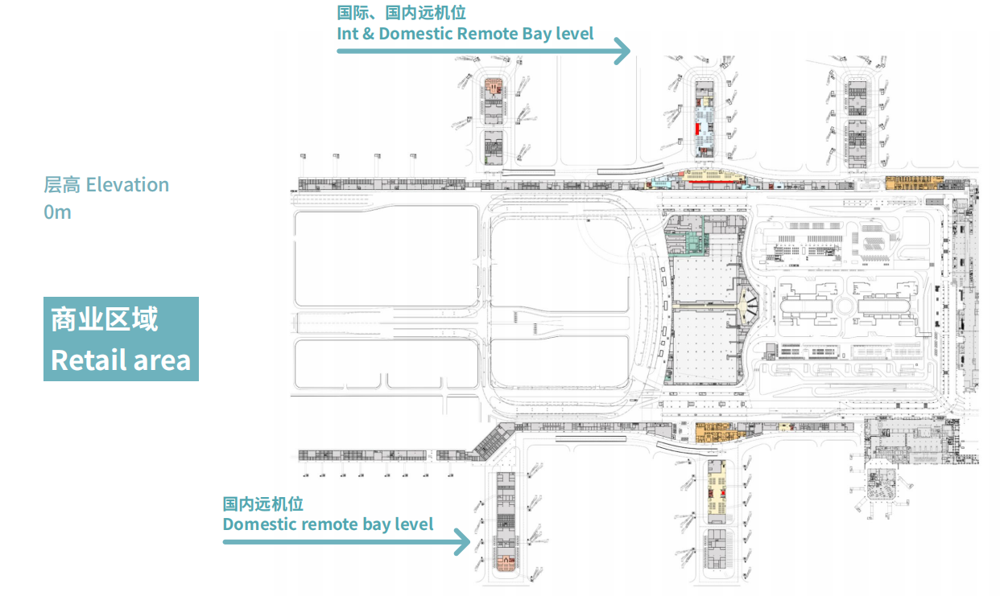 国际、国内远机位
Int & Domestic Remote Bay level
层高 Elevation
0m
商业区域
Retail area
国内远机位
Domestic remote bay level